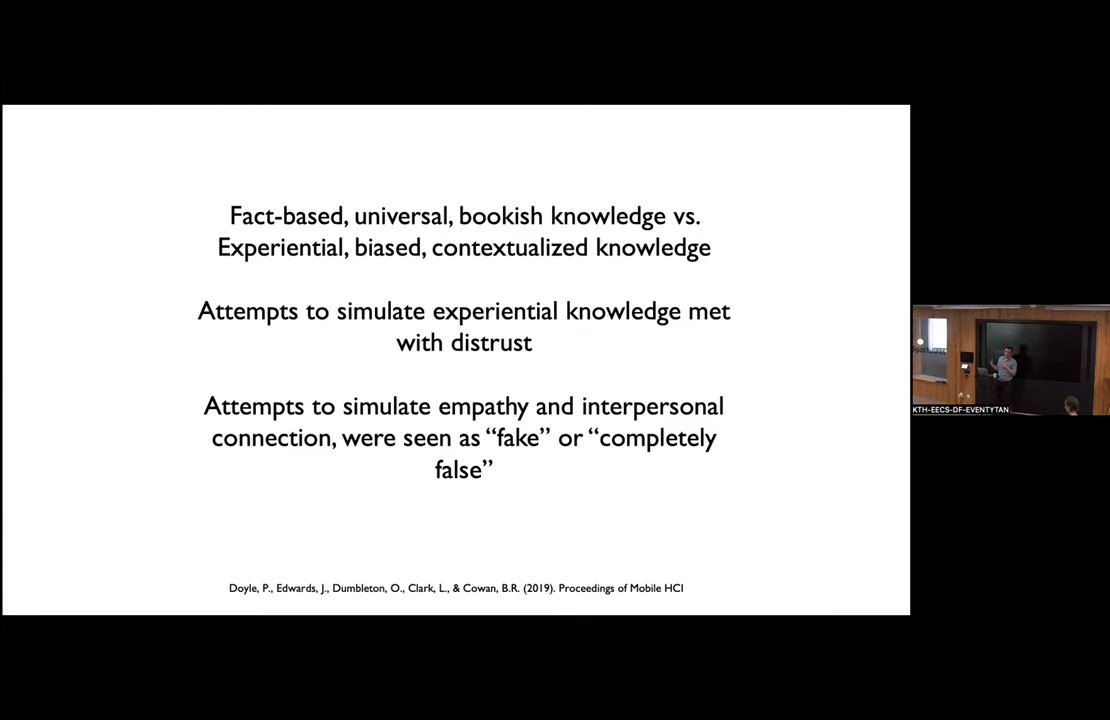 Fact-based, universal, bookish knowledge vs.
Experiential, biased, contextualized knowledge
Attempts to simulate experiential knowledge met
with distrust
Attempts to simulate empathy and interpersonal
connection, were seen as “fake” or “completely
false”
Doyle, P., Edwards, J., Dumbleton, O., Clark, L., & Cowan, B.R. (2019). Proceedings of Mobile HCI
KTH-EECS-DF-EVENTYTAN